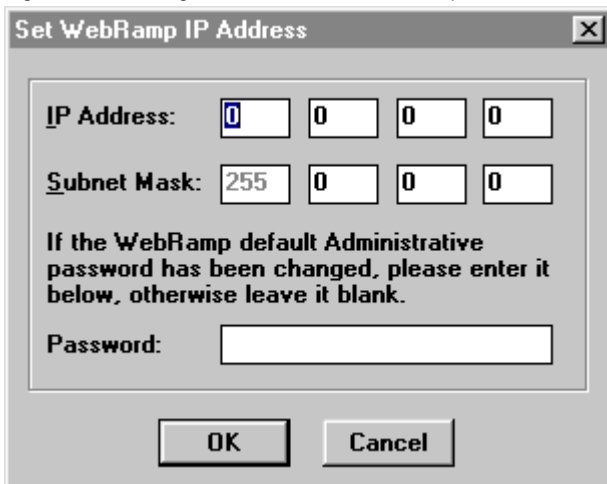 Set WebRamp IP Address
IP Address: 0 0 0 0
Subnet Mask: 255 0 0 0
If the WebRamp default Administrative
password has been changed, please enter it
below, otherwise leave it blank.
Password:
OK Cancel